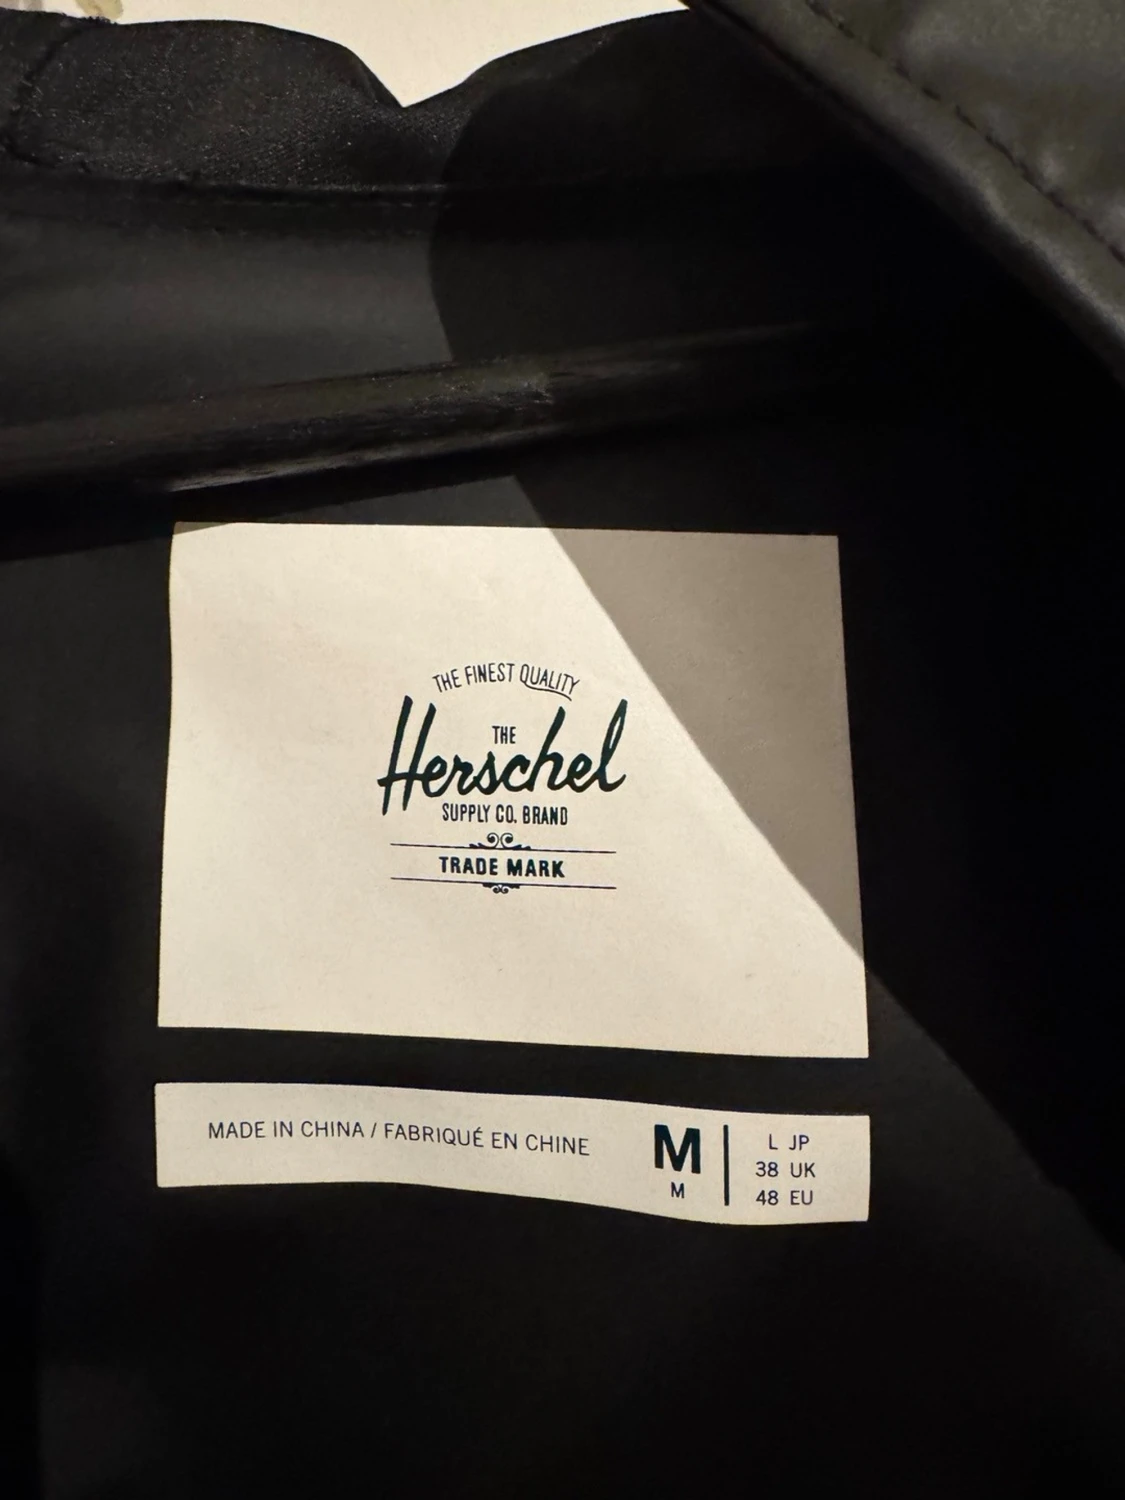 THE FINEST QUALITY
THE
Herschel
SUPPLY CO. BRAND
TRADE MARK
MADE IN CHINA / FABRIQUÉ EN CHINE
M
M
L JP
38 UK
48 EU